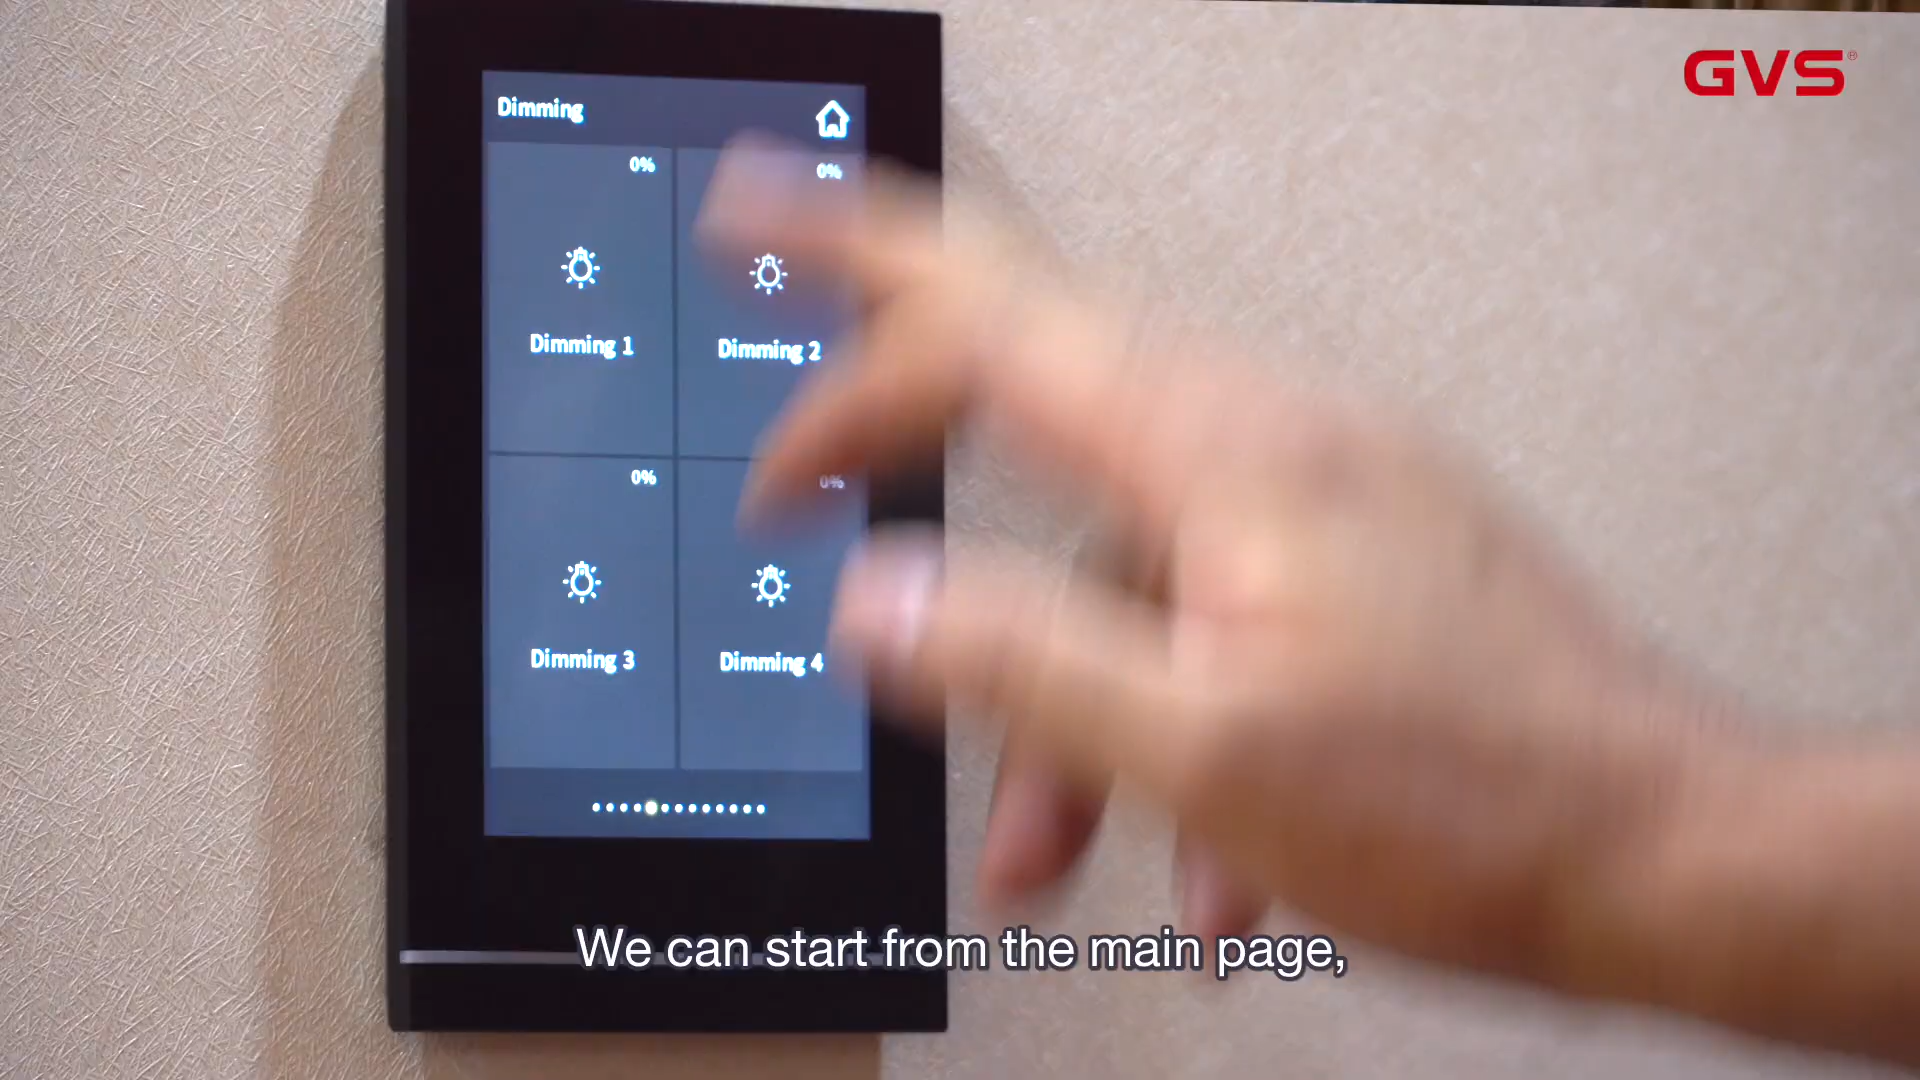 GVS®
Dimming
0%
0%
Dimming 1
Dimming 2
0%
0%
Dimming 3
Dimming 4
We can start from the main page,